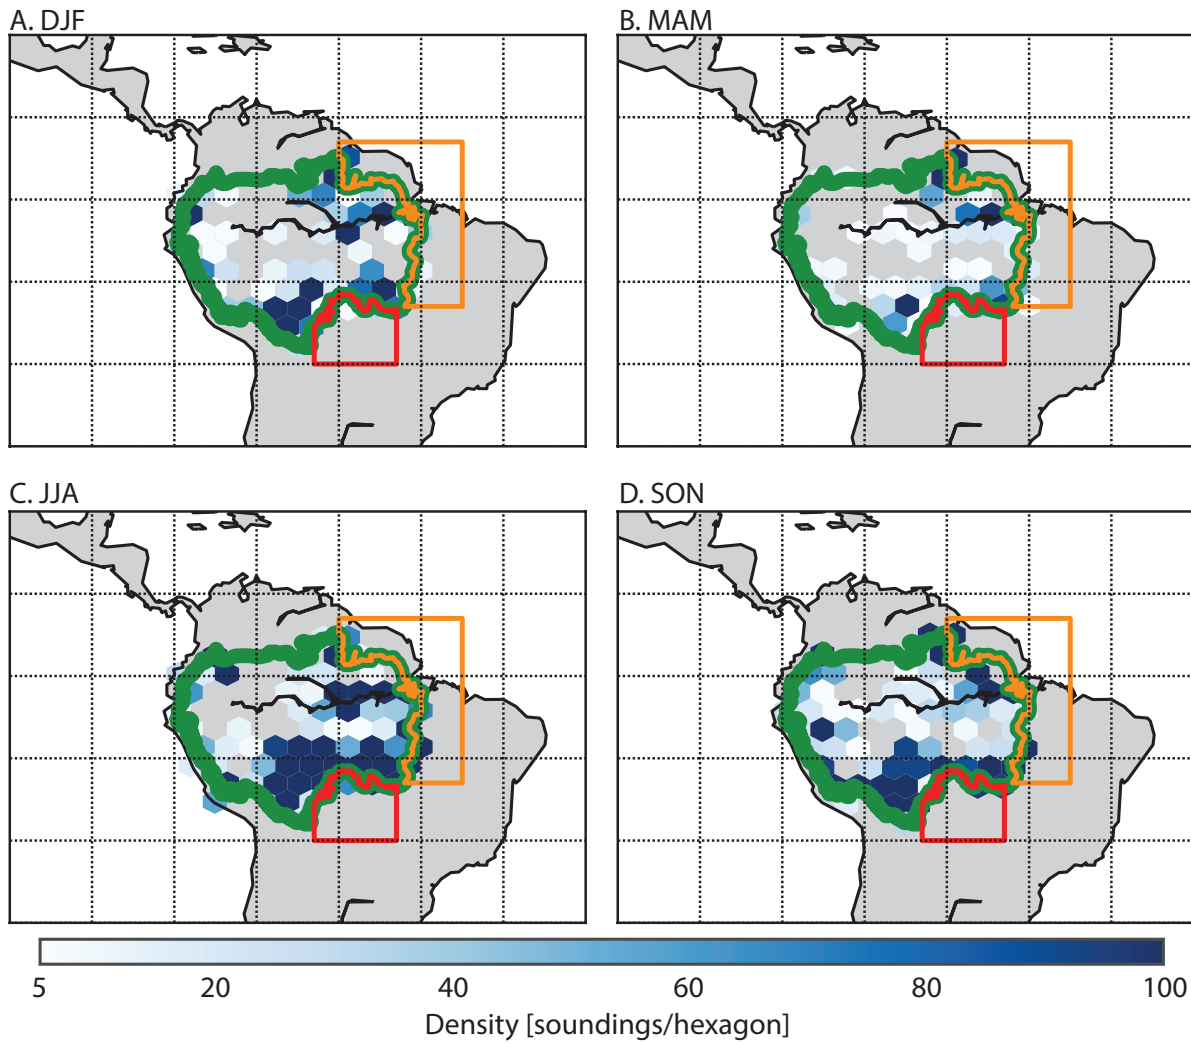 A. DJF
B. MAM
C. JJA
D. SON
5 20 40 60 80 100
Density [soundings/hexagon]